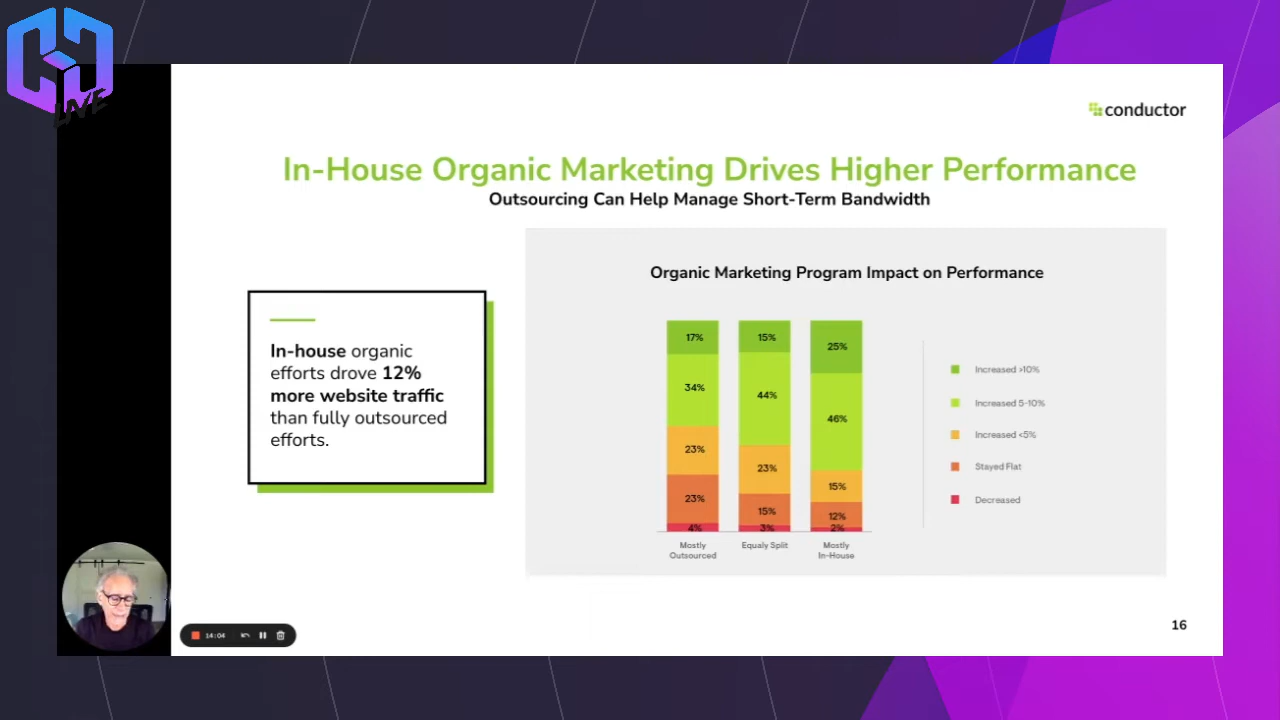 LIVE
conductor
In-House Organic Marketing Drives Higher Performance
Outsourcing Can Help Manage Short-Term Bandwidth
In-house organic
efforts drove 12%
more website traffic
than fully outsourced
efforts.
Organic Marketing Program Impact on Performance
17%
34%
23%
23%
4%
15%
44%
23%
15%
3%
25%
46%
15%
12%
2%
Mostly
Outsourced
Equaly Split
Mostly
In-House
Increased >10%
Increased 5-10%
Increased <5%
Stayed Flat
Decreased
16
14:04